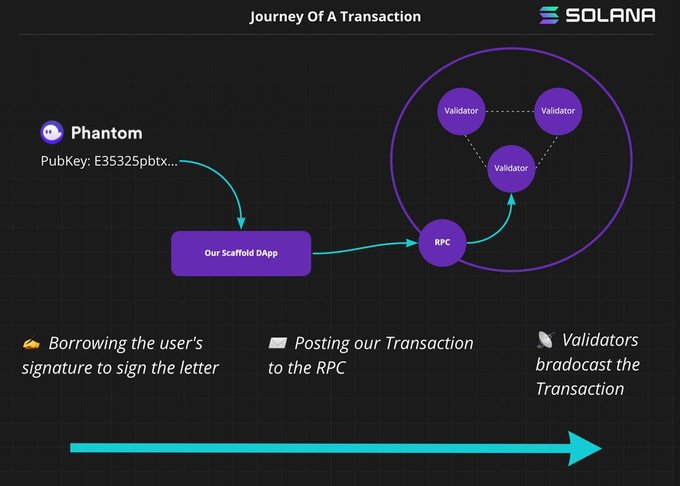 Journey Of A Transaction
SOLANA
Phantom
PubKey: E35325pbtx...
Validator
Validator
Validator
RPC
Our Scaffold DApp
✍️ Borrowing the user's
signature to sign the letter
✉️ Posting our Transaction
to the RPC
📡 Validators
bradocast the
Transaction